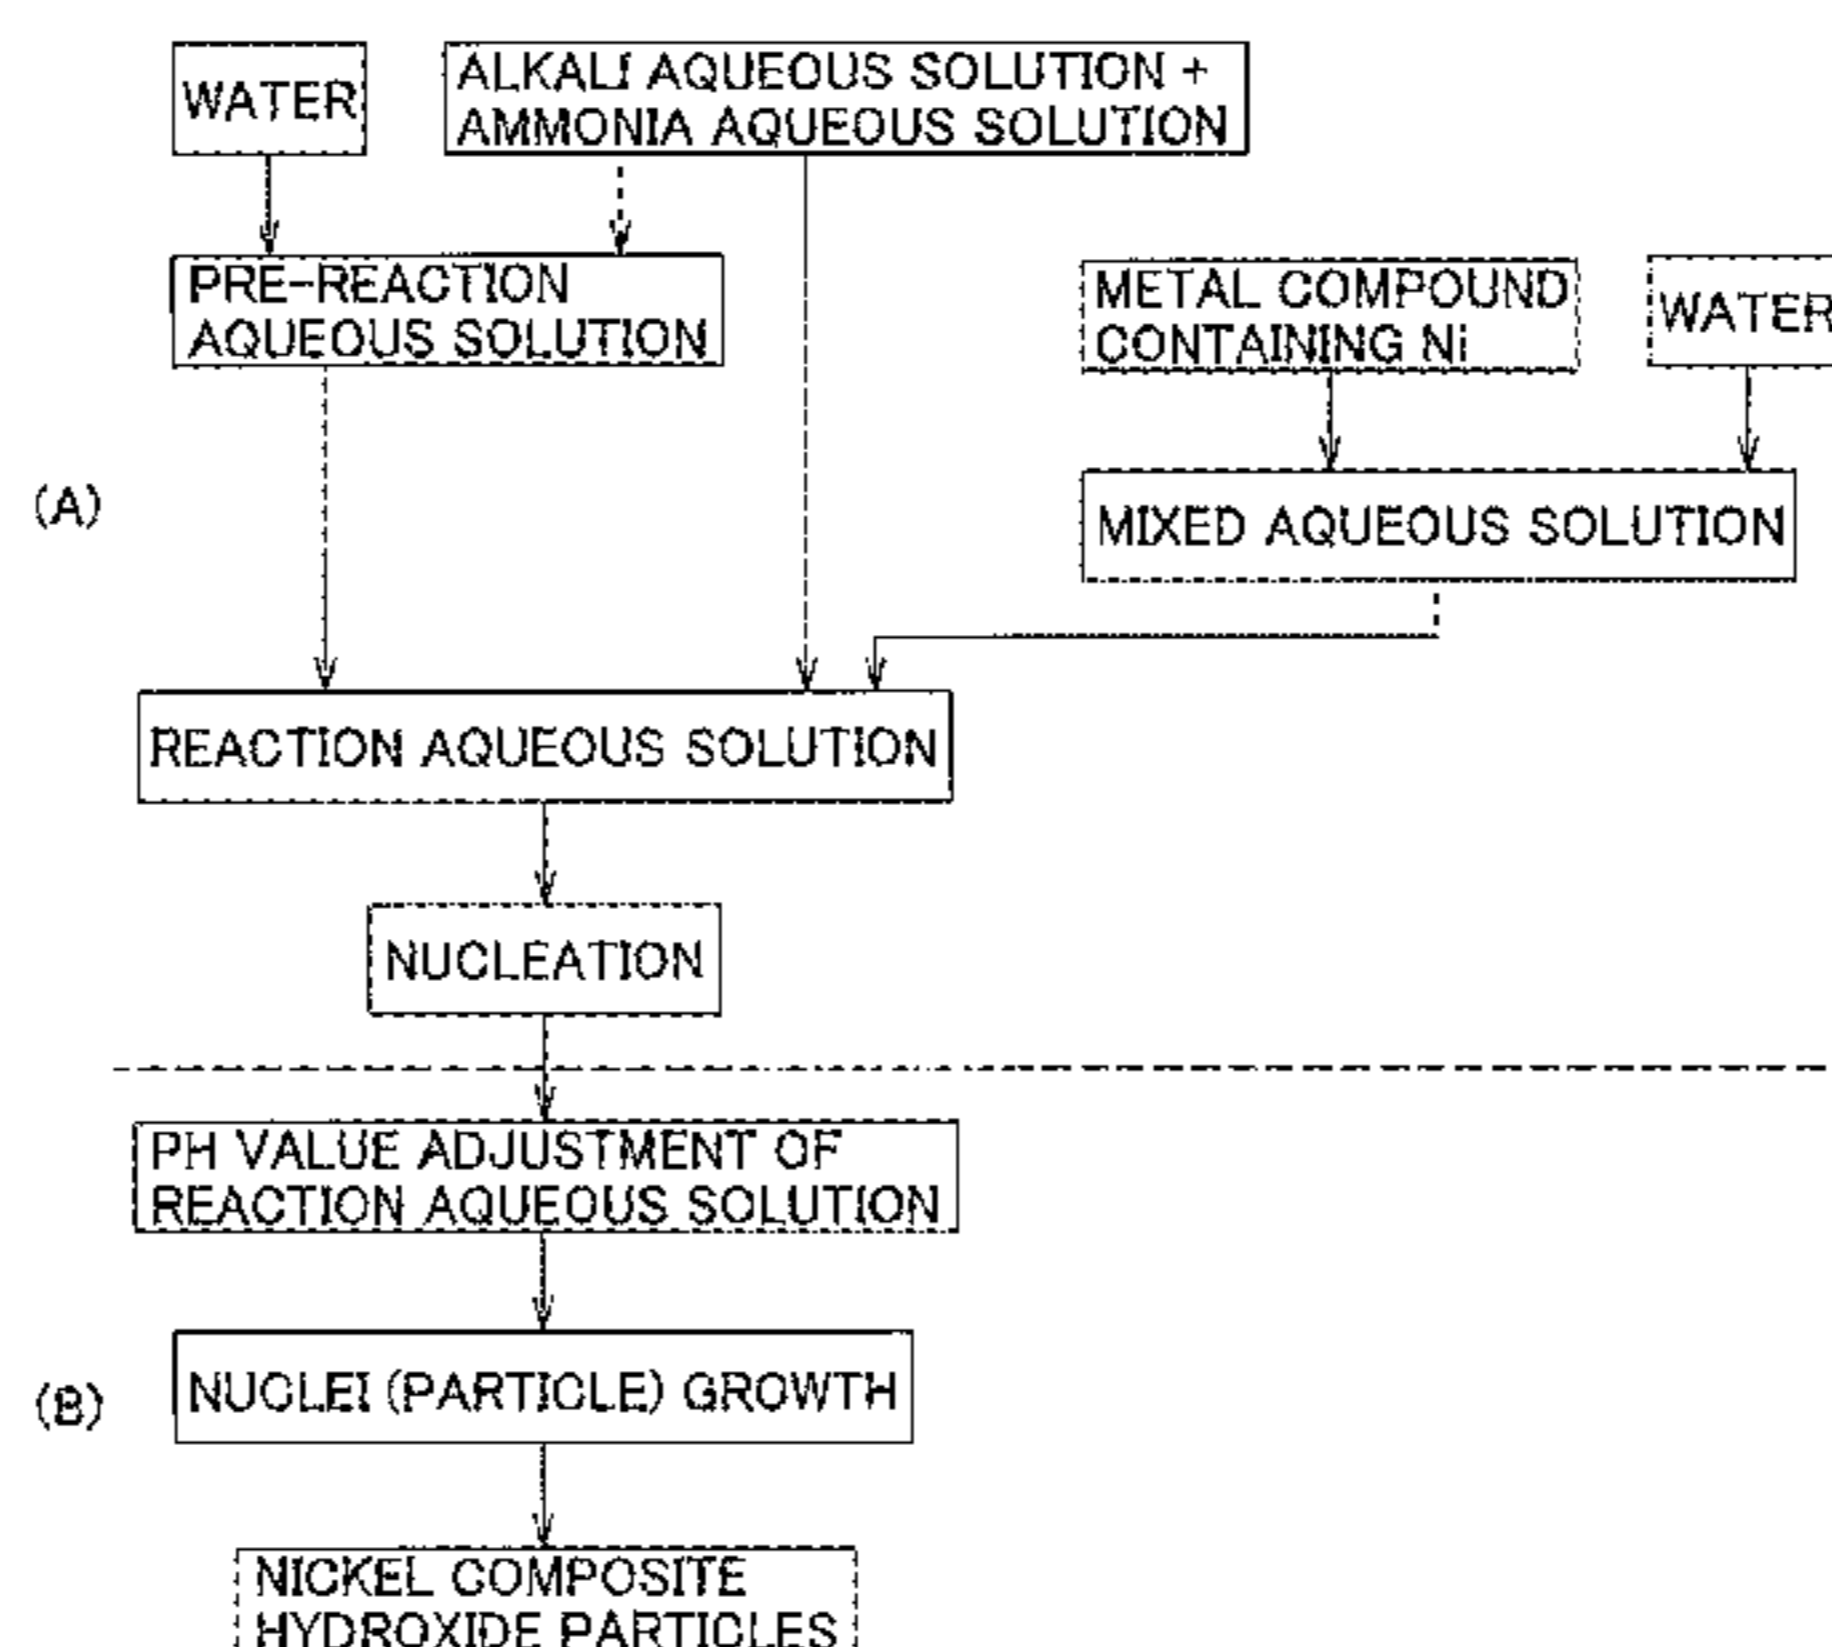 WATER
ALKALI AQUEOUS SOLUTION +
AMMONIA AQUEOUS SOLUTION
PRE-REACTION
AQUEOUS SOLUTION
METAL COMPOUND
CONTAINING Ni
WATER
(A)
MIXED AQUEOUS SOLUTION
REACTION AQUEOUS SOLUTION
NUCLEATION
PH VALUE ADJUSTMENT OF
REACTION AQUEOUS SOLUTION
(B)
NUCLEI (PARTICLE) GROWTH
NICKEL COMPOSITE
HYDROXIDE PARTICLES